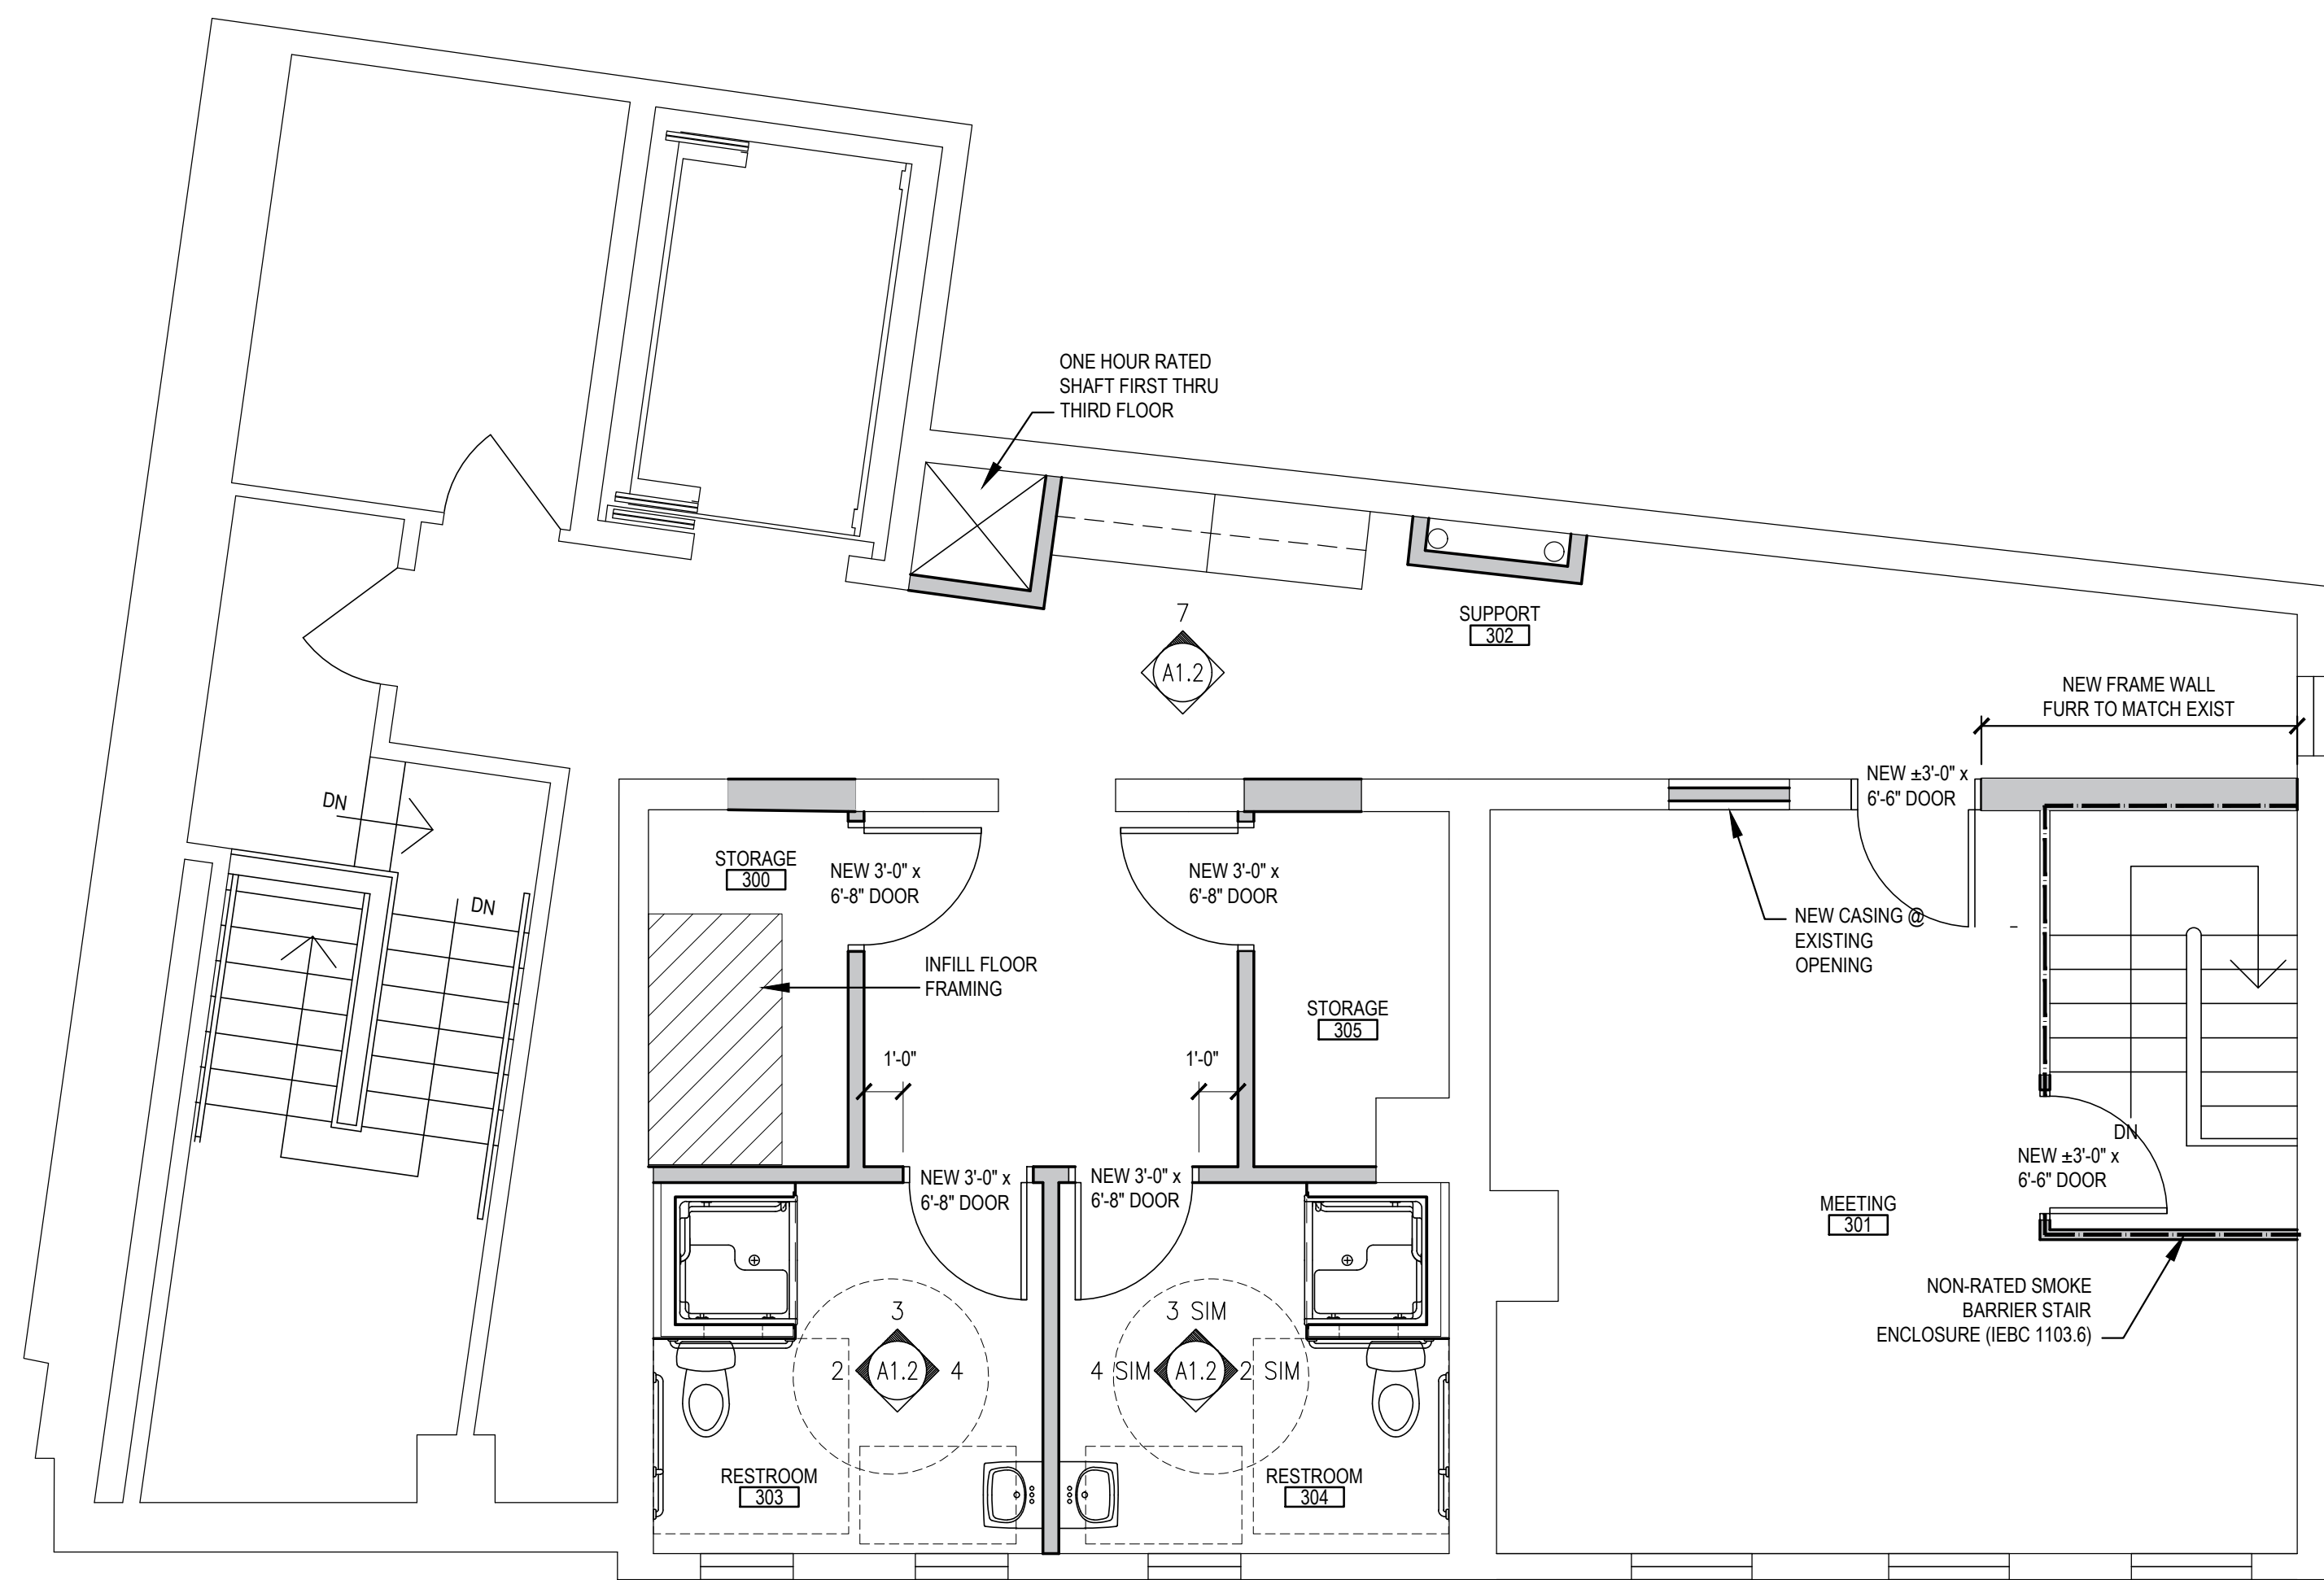 ONE HOUR RATED
SHAFT FIRST THRU
THIRD FLOOR
7
A1.2
SUPPORT
302
NEW FRAME WALL
FURR TO MATCH EXIST
NEW ±3'-0" x
6'-6" DOOR
DN
DN
STORAGE
300
NEW 3'-0" x
6'-8" DOOR
NEW 3'-0" x
6'-8" DOOR
NEW CASING @
EXISTING
OPENING
INFILL FLOOR
FRAMING
STORAGE
305
1'-0"
1'-0"
DN
NEW ±3'-0" x
6'-6" DOOR
NEW 3'-0" x
6'-8" DOOR
NEW 3'-0" x
6'-8" DOOR
MEETING
301
NON-RATED SMOKE
BARRIER STAIR
ENCLOSURE (IEBC 1103.6)
3
2 A1.2 4
3 SIM
4 SIM A1.2 2 SIM
RESTROOM
303
RESTROOM
304